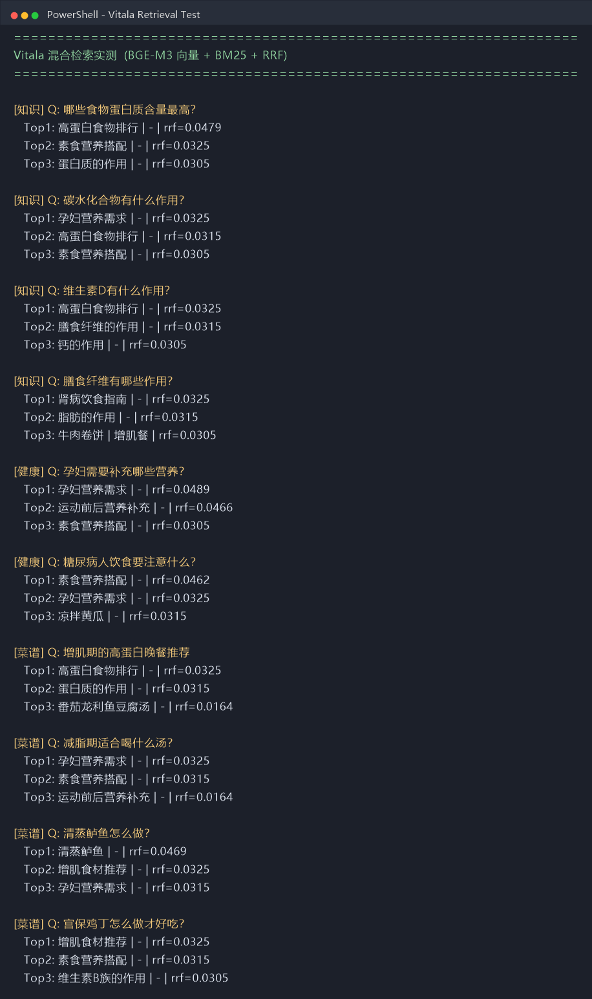 PowerShell - Vitala Retrieval Test
==================================================================
Vitala 混合检索实测  (BGE-M3 向量 + BM25 + RRF)
==================================================================
[知识] Q: 哪些食物蛋白质含量最高?
Top1: 高蛋白食物排行 | - | rrf=0.0479
Top2: 素食营养搭配 | - | rrf=0.0325
Top3: 蛋白质的作用 | - | rrf=0.0305
[知识] Q: 碳水化合物有什么作用?
Top1: 孕妇营养需求 | - | rrf=0.0325
Top2: 高蛋白食物排行 | - | rrf=0.0315
Top3: 素食营养搭配 | - | rrf=0.0305
[知识] Q: 维生素D有什么作用?
Top1: 高蛋白食物排行 | - | rrf=0.0325
Top2: 膳食纤维的作用 | - | rrf=0.0315
Top3: 钙的作用 | - | rrf=0.0305
[知识] Q: 膳食纤维有哪些作用?
Top1: 肾病饮食指南 | - | rrf=0.0325
Top2: 脂肪的作用 | - | rrf=0.0315
Top3: 牛肉卷饼 | 增肌餐 | rrf=0.0305
[健康] Q: 孕妇需要补充哪些营养?
Top1: 孕妇营养需求 | - | rrf=0.0489
Top2: 运动前后营养补充 | - | rrf=0.0466
Top3: 素食营养搭配 | - | rrf=0.0305
[健康] Q: 糖尿病人饮食要注意什么?
Top1: 素食营养搭配 | - | rrf=0.0462
Top2: 孕妇营养需求 | - | rrf=0.0325
Top3: 凉拌黄瓜 | - | rrf=0.0315
[菜谱] Q: 增肌期的高蛋白晚餐推荐
Top1: 高蛋白食物排行 | - | rrf=0.0325
Top2: 蛋白质的作用 | - | rrf=0.0315
Top3: 番茄龙利鱼豆腐汤 | - | rrf=0.0164
[菜谱] Q: 减脂期适合喝什么汤?
Top1: 孕妇营养需求 | - | rrf=0.0325
Top2: 素食营养搭配 | - | rrf=0.0315
Top3: 运动前后营养补充 | - | rrf=0.0164
[菜谱] Q: 清蒸鲈鱼怎么做?
Top1: 清蒸鲈鱼 | - | rrf=0.0469
Top2: 增肌食材推荐 | - | rrf=0.0325
Top3: 孕妇营养需求 | - | rrf=0.0315
[菜谱] Q: 宫保鸡丁怎么做才好吃?
Top1: 增肌食材推荐 | - | rrf=0.0325
Top2: 素食营养搭配 | - | rrf=0.0315
Top3: 维生素B族的作用 | - | rrf=0.0305